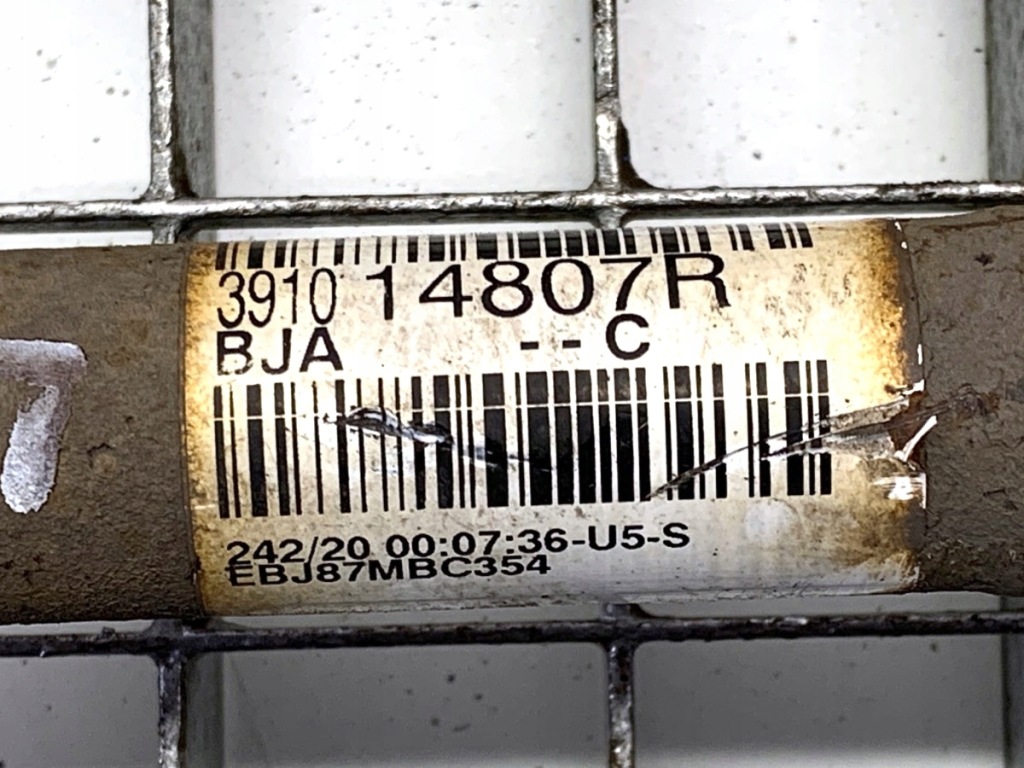 3910 14807R
BJA --C
242/20 00:07:36-U5-S
EBJ87MBC354